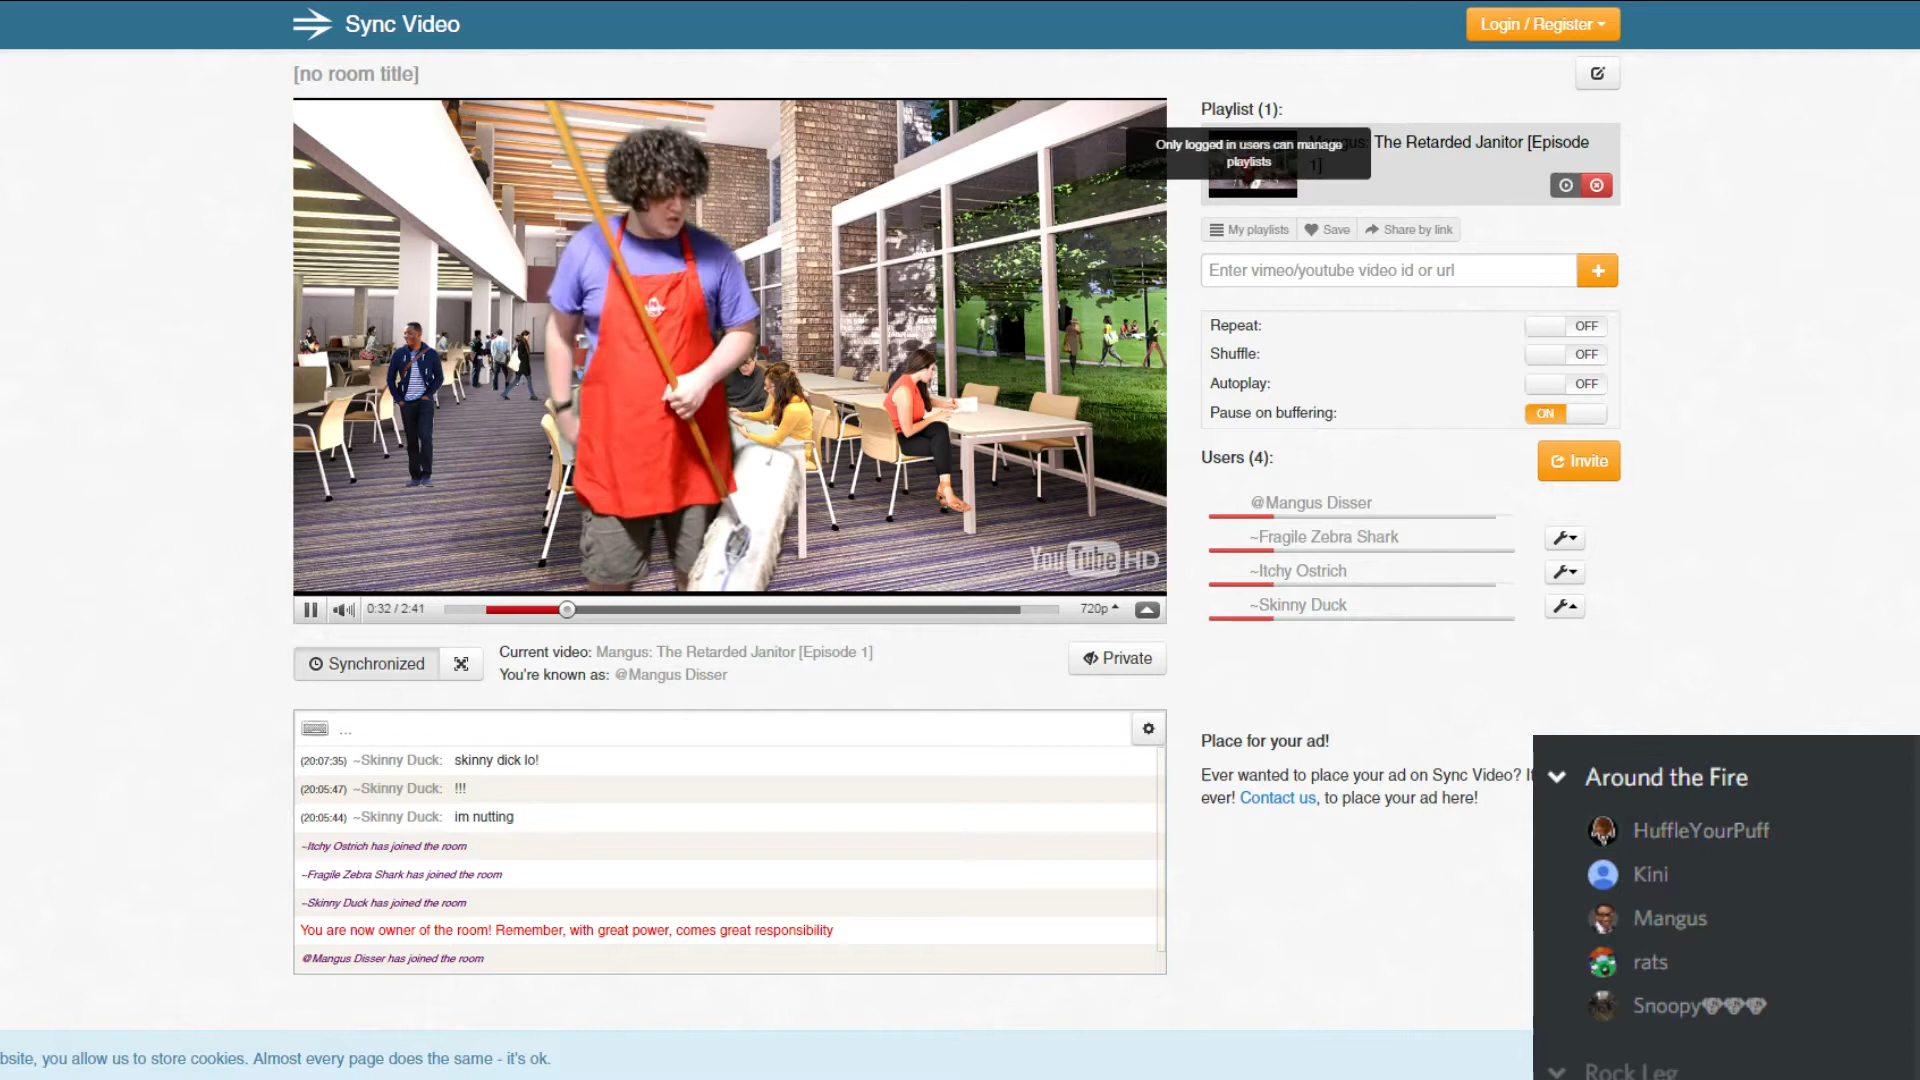 Sync Video
Login / Register
[no room title]
Playlist (1):
Mangus: The Retarded Janitor [Episode
1]
Only logged in users can manage
playlists
My playlists
Save
Share by link
Enter vimeo/youtube video id or url
Repeat:
OFF
Shuffle:
OFF
Autoplay:
OFF
Pause on buffering:
ON
Users (4):
Invite
@Mangus Disser
~Fragile Zebra Shark
~Itchy Ostrich
~Skinny Duck
YouTube HD
0:32 / 2:41
720p
Synchronized
Current video: Mangus: The Retarded Janitor [Episode 1]
You're known as: @Mangus Disser
Private
...
(20:07:35) ~Skinny Duck: skinny dick lo!
(20:05:47) ~Skinny Duck: !!!
(20:05:44) ~Skinny Duck: im nutting
~Itchy Ostrich has joined the room
~Fragile Zebra Shark has joined the room
~Skinny Duck has joined the room
You are now owner of the room! Remember, with great power, comes great responsibility
@Mangus Disser has joined the room
Place for your ad!
Ever wanted to place your ad on Sync Video?
ever! Contact us, to place your ad here!
Around the Fire
HuffleYourPuff
Kini
Mangus
rats
Snoopy
Rock Leg
bsite, you allow us to store cookies. Almost every page does the same - it's ok.